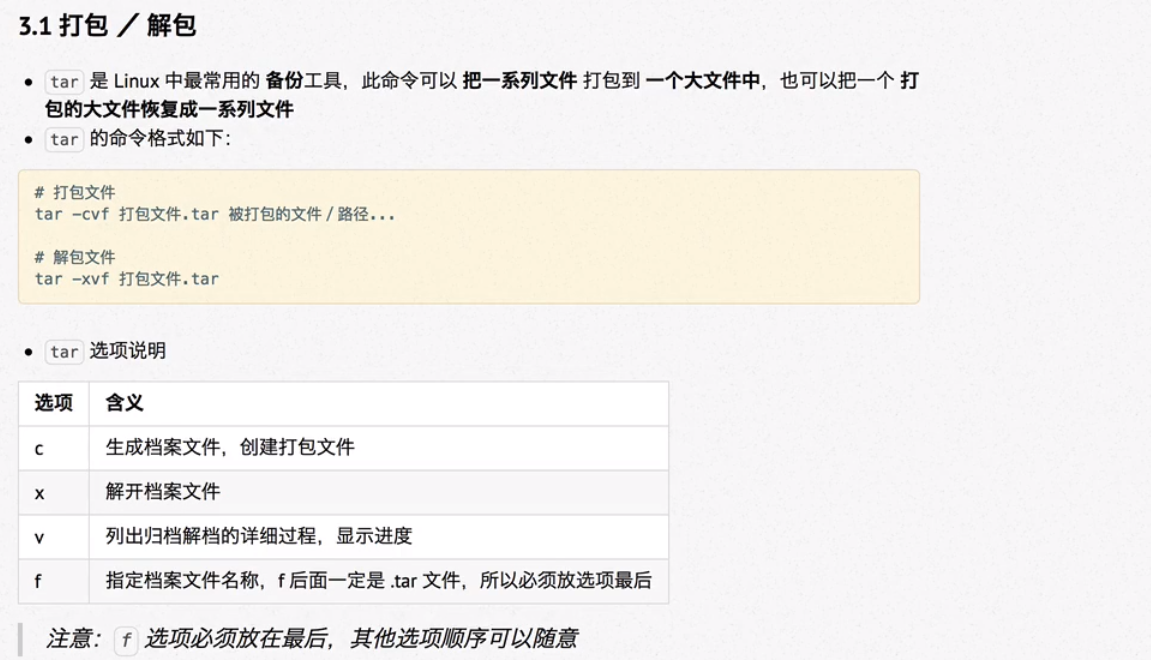 3.1 打包 / 解包
• tar 是 Linux 中最常用的 备份工具，此命令可以 把一系列文件 打包到 一个大文件中，也可以把一个 打
包的大文件恢复成一系列文件
• tar 的命令格式如下：
# 打包文件
tar -cvf 打包文件.tar 被打包的文件/路径...
# 解包文件
tar -xvf 打包文件.tar
• tar 选项说明
选项 含义
c 生成档案文件，创建打包文件
x 解开档案文件
v 列出归档解档的详细过程，显示进度
f 指定档案文件名称，f 后面一定是 .tar 文件，所以必须放选项最后
注意：f 选项必须放在最后，其他选项顺序可以随意